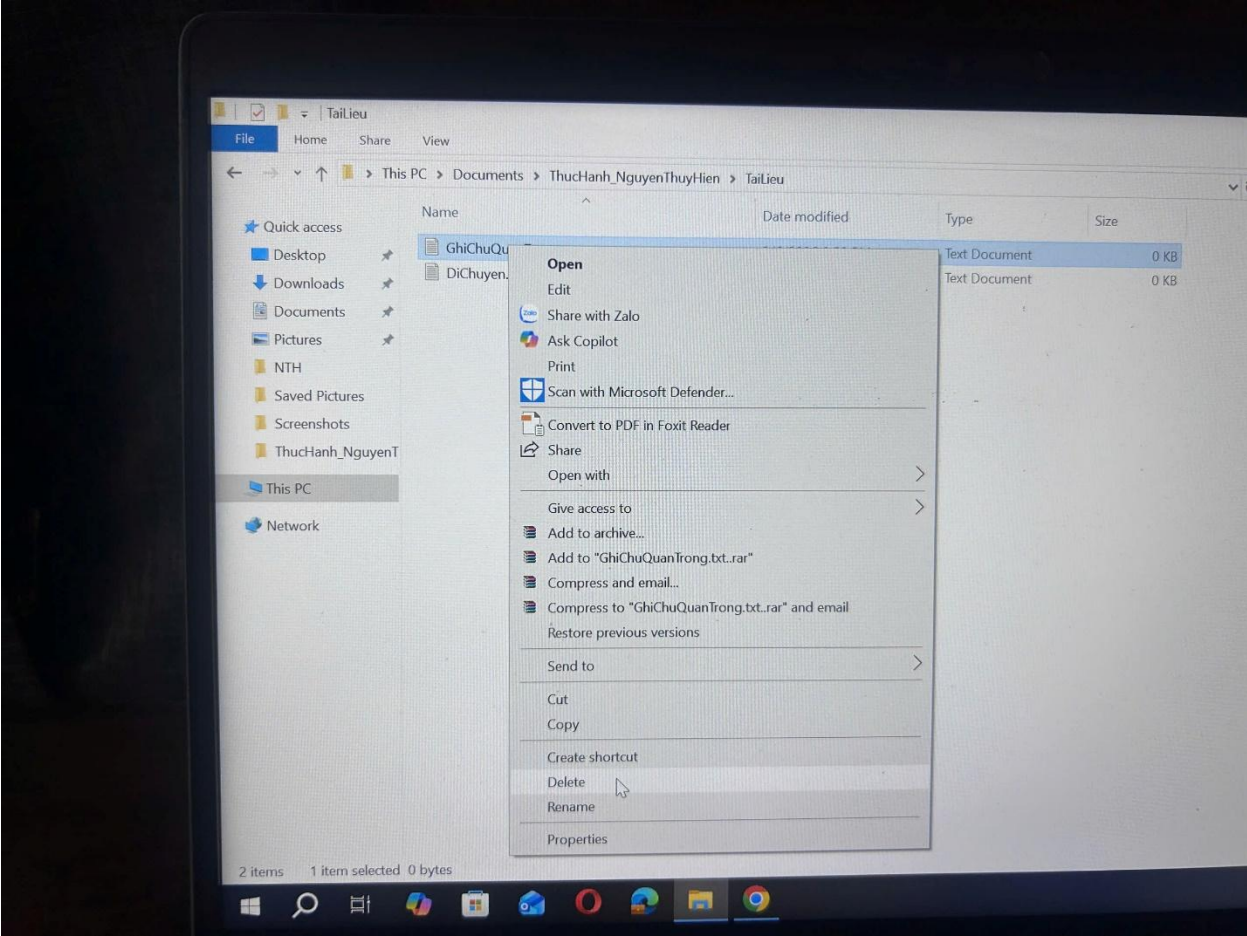 TaiLieu
File Home Share View
This PC > Documents > ThucHanh_NguyenThuyHien > TaiLieu
Name Date modified Type Size
Quick access
Desktop
Downloads
Documents
Pictures
NTH
Saved Pictures
Screenshots
ThucHanh_NguyenT
This PC
Network
GhiChuQu Text Document 0 KB
DiChuyen. Text Document 0 KB
Open
Edit
Zalo Share with Zalo
Ask Copilot
Print
Scan with Microsoft Defender...
Convert to PDF in Foxit Reader
Share
Open with >
Give access to >
Add to archive...
Add to "GhiChuQuanTrong.txt..rar"
Compress and email...
Compress to "GhiChuQuanTrong.txt..rar" and email
Restore previous versions
Send to >
Cut
Copy
Create shortcut
Delete
Rename
Properties
2 items 1 item selected 0 bytes